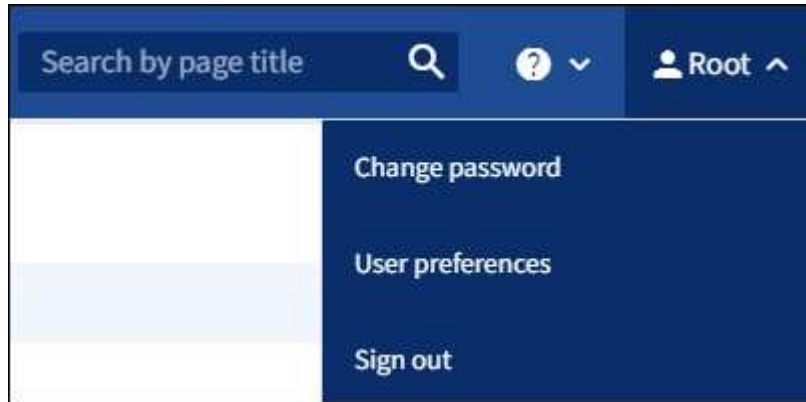 Search by page title
? Root
Change password
User preferences
Sign out